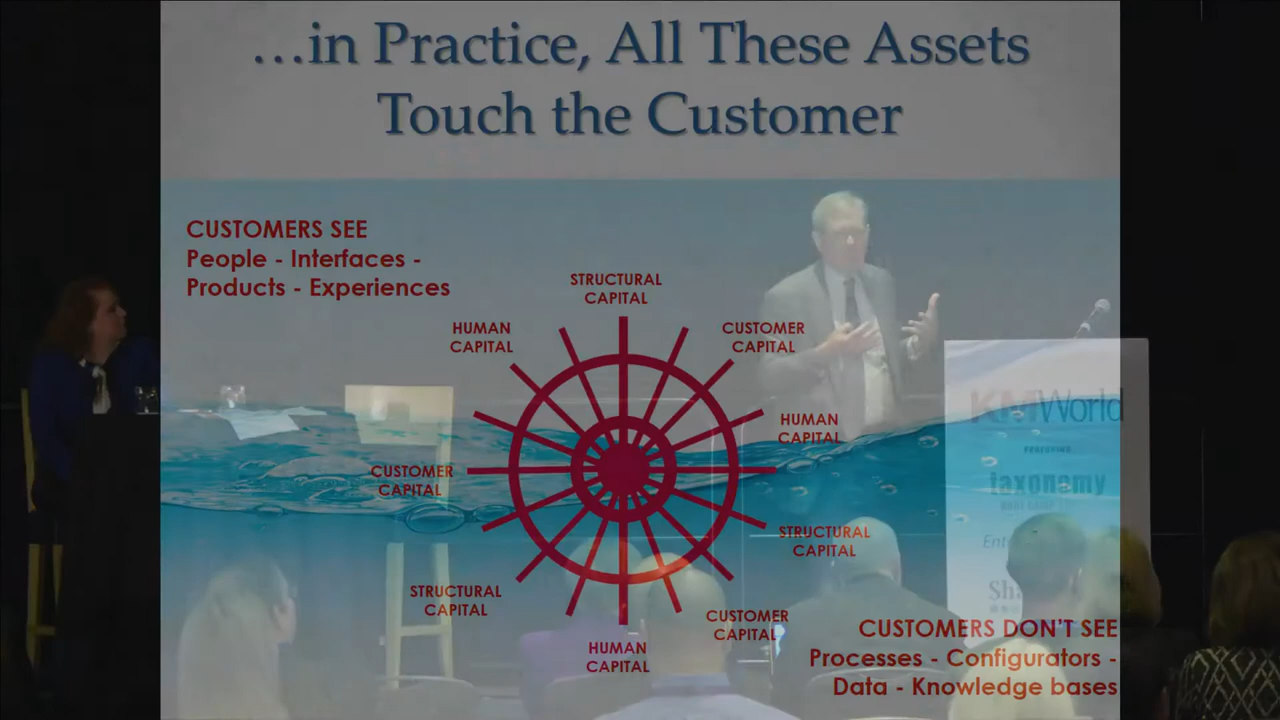 …in Practice, All These Assets
Touch the Customer
CUSTOMERS SEE
People - Interfaces -
Products - Experiences
STRUCTURAL
CAPITAL
HUMAN
CAPITAL
CUSTOMER
CAPITAL
HUMAN
CAPITAL
CUSTOMER
CAPITAL
STRUCTURAL
CAPITAL
STRUCTURAL
CAPITAL
CUSTOMER
CAPITAL
HUMAN
CAPITAL
CUSTOMERS DON'T SEE
Processes - Configurators -
Data - Knowledge bases
KMWorld
taxonomy